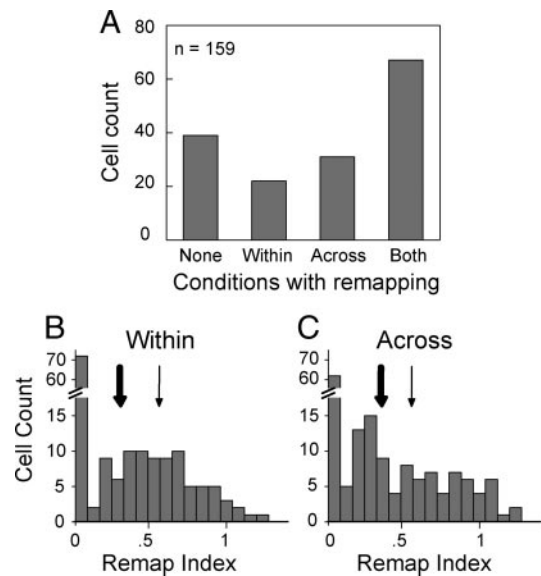 A
80
n = 159
60
40
20
0
Cell count
None Within Across Both
Conditions with remapping
B
Within
70
60
15
10
5
0
Cell Count
0 .5 1
Remap Index
C
Across
70
60
15
10
5
0
0 .5 1
Remap Index